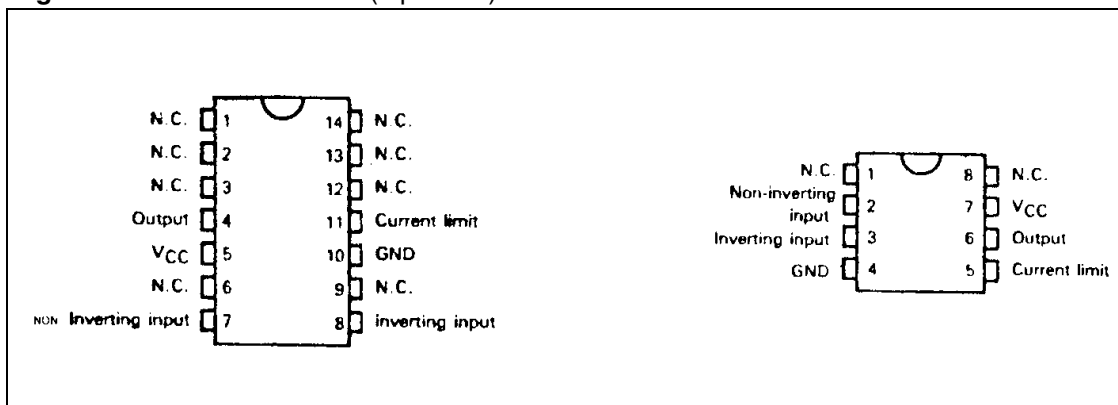 N.C. 1 14 N.C.
N.C. 2 13 N.C.
N.C. 3 12 N.C.
Output 4 11 Current limit
VCC 5 10 GND
N.C. 6 9 N.C.
NON Inverting input 7 8 inverting input
N.C. 1 8 N.C.
Non-inverting
input 2 7 VCC
Inverting input 3 6 Output
GND 4 5 Current limit